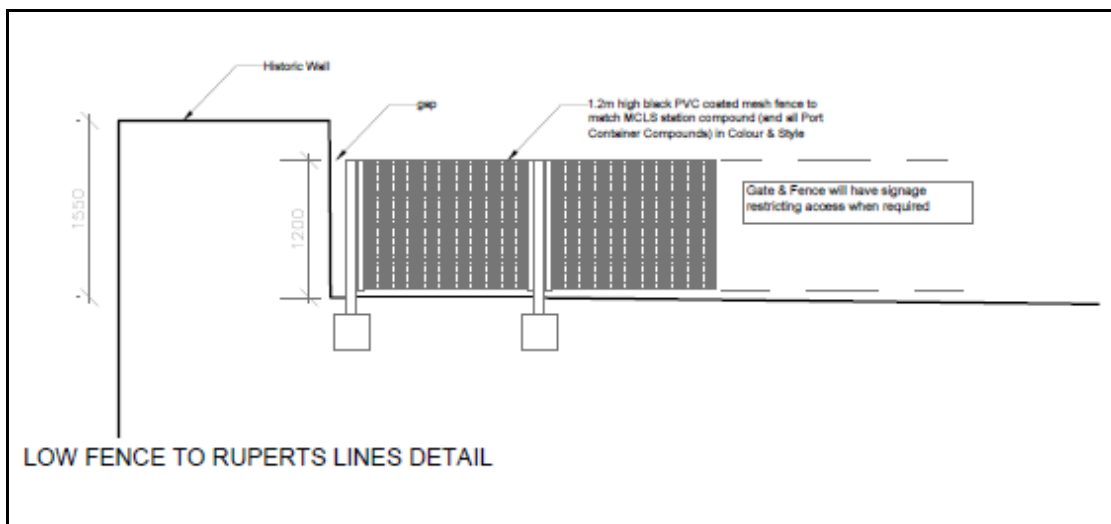 Historic Wall
gap
1.2m high black PVC coated mesh fence to
match MCLS station compound (and all Port
Container Compounds) in Colour & Style
Gate & Fence will have signage
restricting access when required
1550
1200
LOW FENCE TO RUPERTS LINES DETAIL